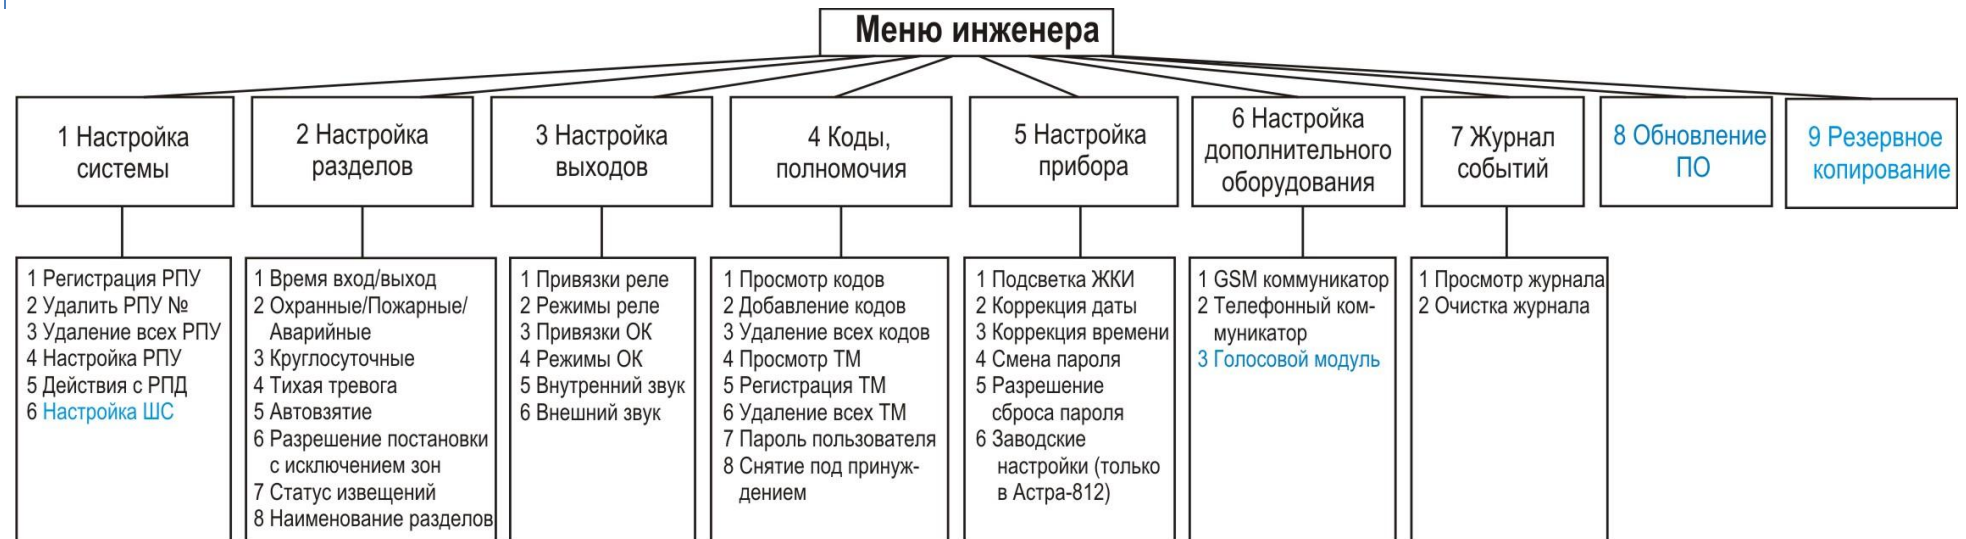 Меню инженера
1 Настройка
системы
2 Настройка
разделов
3 Настройка
выходов
4 Коды,
полномочия
5 Настройка
прибора
6 Настройка
дополнительного
оборудования
7 Журнал
событий
8 Обновление
ПО
9 Резервное
копирование
1 Регистрация РПУ
2 Удалить РПУ №
3 Удаление всех РПУ
4 Настройка РПУ
5 Действия с РПД
6 Настройка ШС
1 Время вход/выход
2 Охранные/Пожарные/
Аварийные
3 Круглосуточные
4 Тихая тревога
5 Автовзятие
6 Разрешение постановки
с исключением зон
7 Статус извещений
8 Наименование разделов
1 Привязки реле
2 Режимы реле
3 Привязки ОК
4 Режимы ОК
5 Внутренний звук
6 Внешний звук
1 Просмотр кодов
2 Добавление кодов
3 Удаление всех кодов
4 Просмотр ТМ
5 Регистрация ТМ
6 Удаление всех ТМ
7 Пароль пользователя
8 Снятие под принуж-
дением
1 Подсветка ЖКИ
2 Коррекция даты
3 Коррекция времени
4 Смена пароля
5 Разрешение
сброса пароля
6 Заводские
настройки (только
в Астра-812)
1 GSM коммуникатор
2 Телефонный ком-
муникатор
3 Голосовой модуль
1 Просмотр журнала
2 Очистка журнала